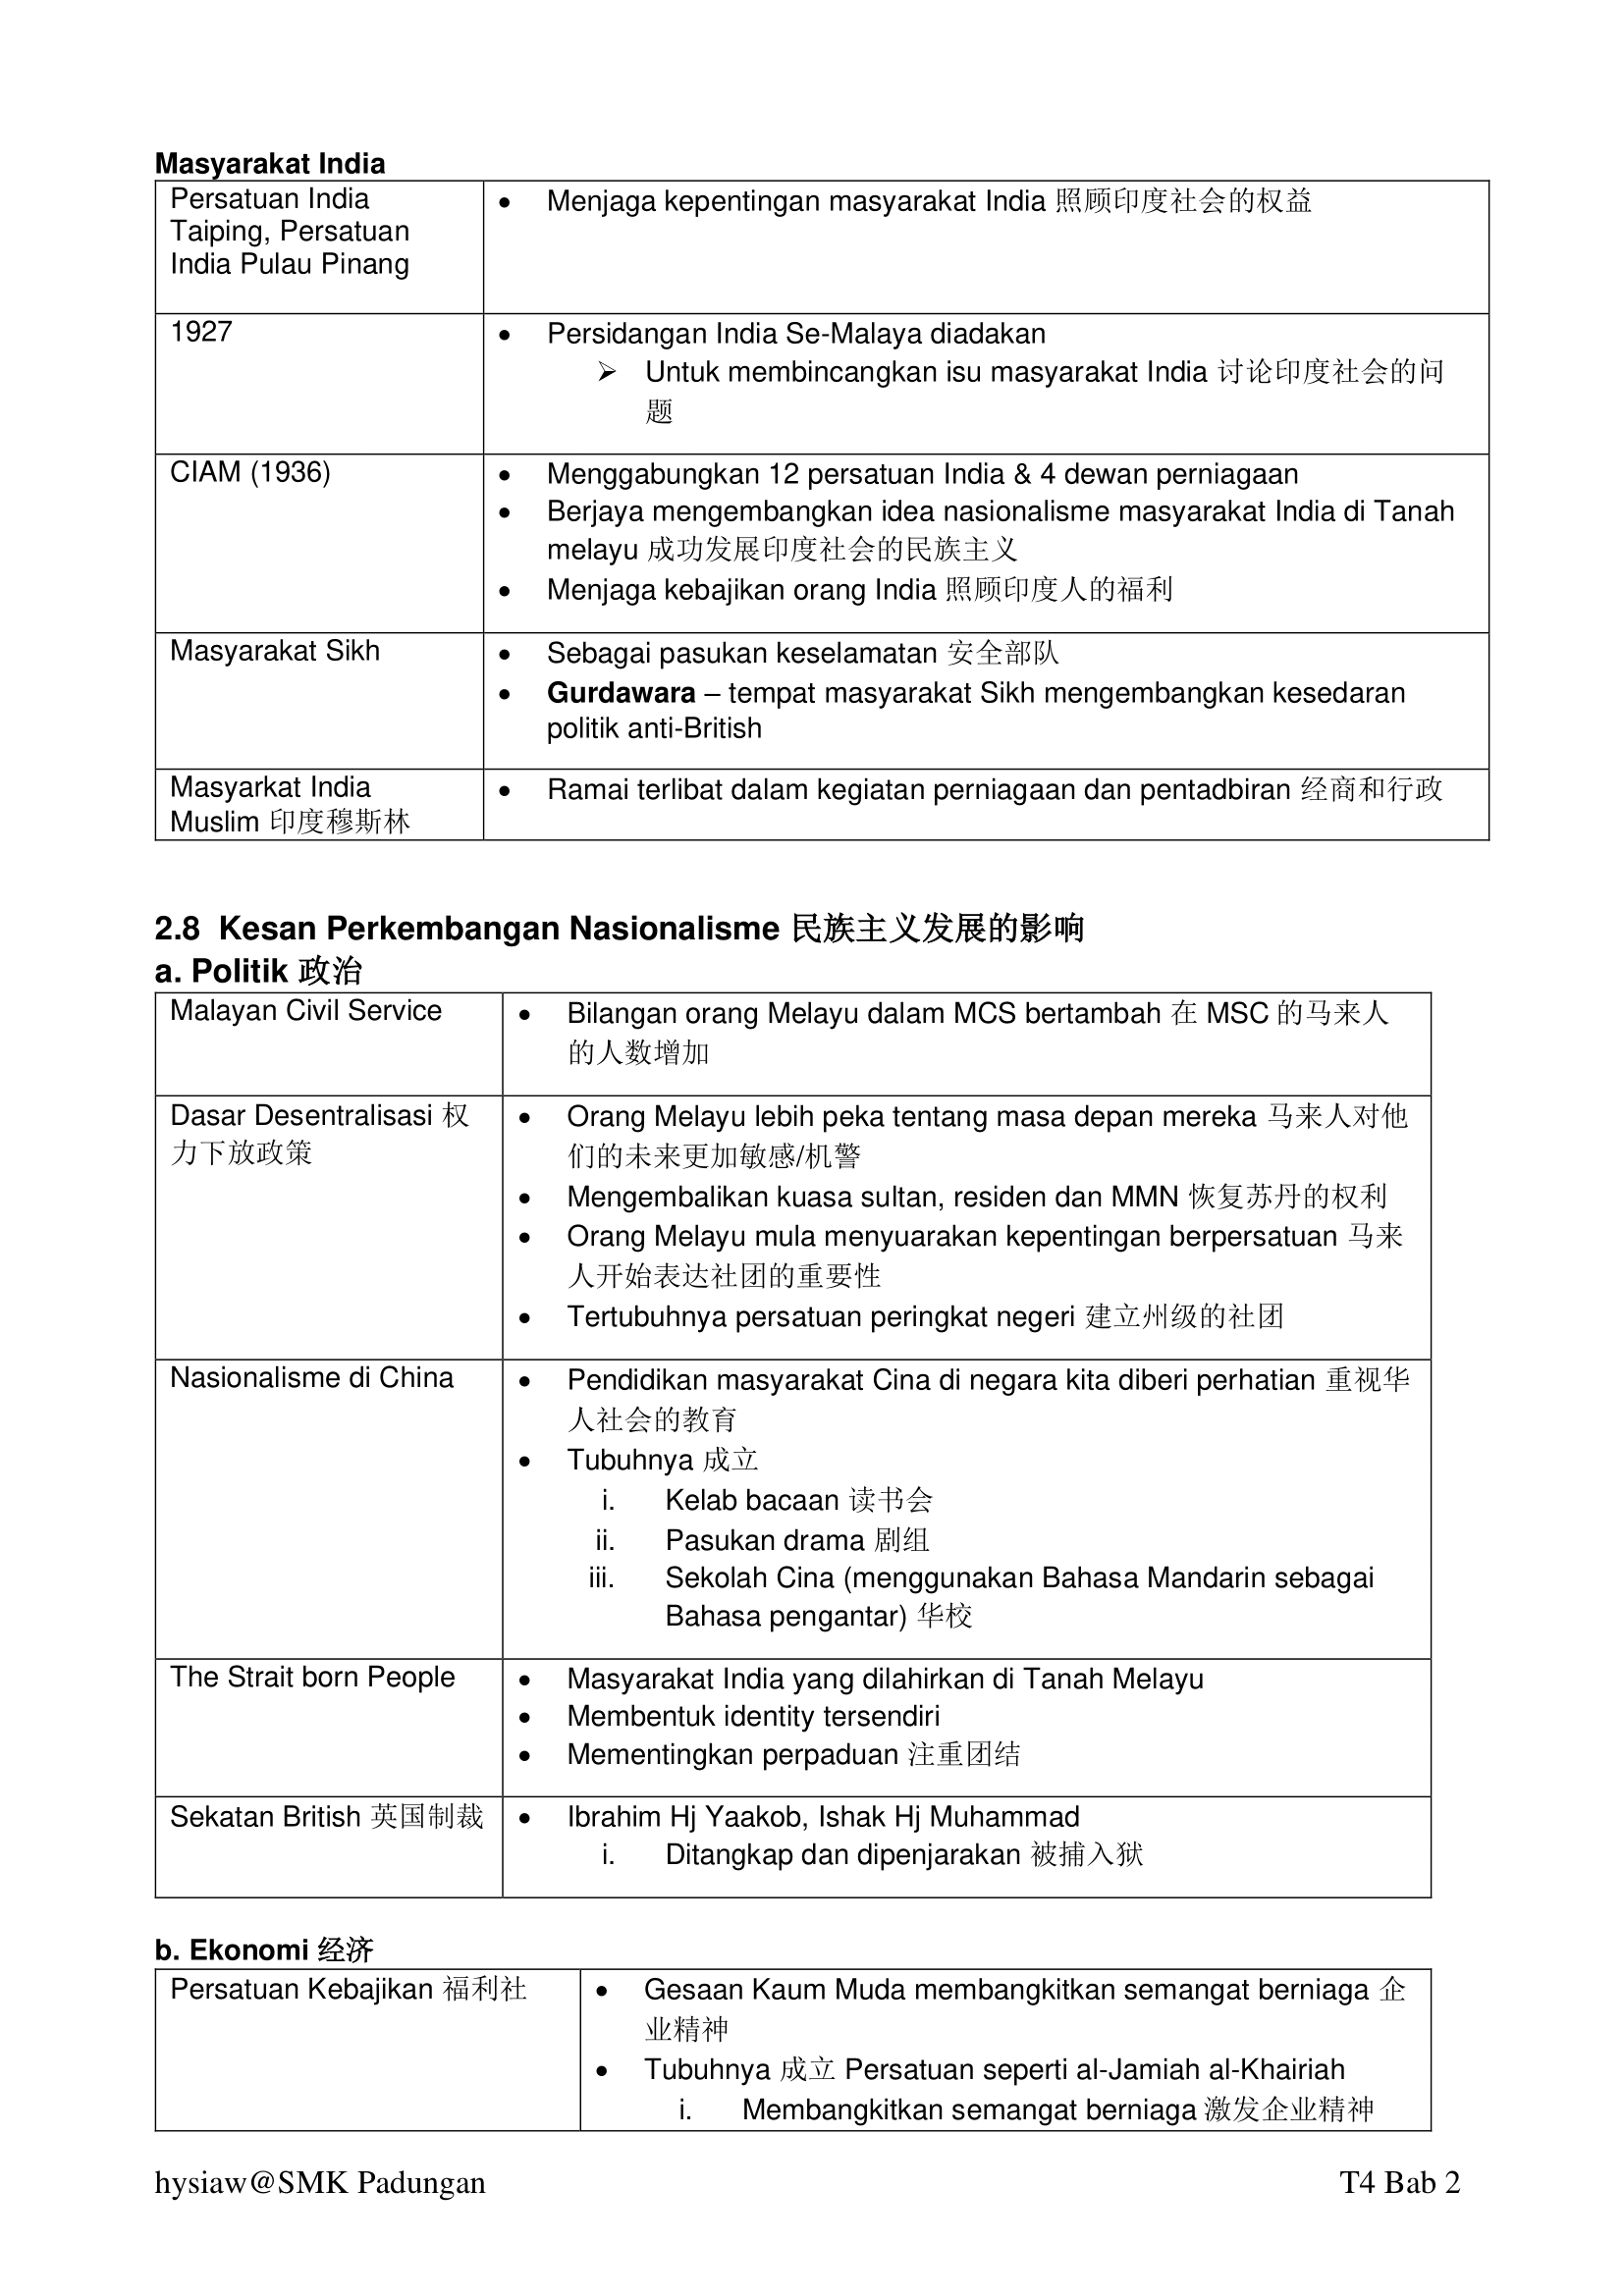 Masyarakat India
Persatuan India
Taiping, Persatuan
India Pulau Pinang
• Menjaga kepentingan masyarakat India 照顾印度社会的权益
1927
• Persidangan India Se-Malaya diadakan
➢ Untuk membincangkan isu masyarakat India 讨论印度社会的问
题
CIAM (1936)
• Menggabungkan 12 persatuan India & 4 dewan perniagaan
• Berjaya mengembangkan idea nasionalisme masyarakat India di Tanah
melayu 成功发展印度社会的民族主义
• Menjaga kebajikan orang India 照顾印度人的福利
Masyarakat Sikh
• Sebagai pasukan keselamatan 安全部队
• Gurdawara – tempat masyarakat Sikh mengembangkan kesedaran
politik anti-British
Masyarkat India
Muslim 印度穆斯林
• Ramai terlibat dalam kegiatan perniagaan dan pentadbiran 经商和行政
2.8 Kesan Perkembangan Nasionalisme 民族主义发展的影响
a. Politik 政治
Malayan Civil Service
• Bilangan orang Melayu dalam MCS bertambah 在 MSC 的马来人
的人数增加
Dasar Desentralisasi 权
力下放政策
• Orang Melayu lebih peka tentang masa depan mereka 马来人对他
们的未来更加敏感/机警
• Mengembalikan kuasa sultan, residen dan MMN 恢复苏丹的权利
• Orang Melayu mula menyuarakan kepentingan berpersatuan 马来
人开始表达社团的重要性
• Tertubuhnya persatuan peringkat negeri 建立州级的社团
Nasionalisme di China
• Pendidikan masyarakat Cina di negara kita diberi perhatian 重视华
人社会的教育
• Tubuhnya 成立
i. Kelab bacaan 读书会
ii. Pasukan drama 剧组
iii. Sekolah Cina (menggunakan Bahasa Mandarin sebagai
Bahasa pengantar) 华校
The Strait born People
• Masyarakat India yang dilahirkan di Tanah Melayu
• Membentuk identity tersendiri
• Mementingkan perpaduan 注重团结
Sekatan British 英国制裁
• Ibrahim Hj Yaakob, Ishak Hj Muhammad
i. Ditangkap dan dipenjarakan 被捕入狱
b. Ekonomi 经济
Persatuan Kebajikan 福利社
• Gesaan Kaum Muda membangkitkan semangat berniaga 企
业精神
• Tubuhnya 成立 Persatuan seperti al-Jamiah al-Khairiah
i. Membangkitkan semangat berniaga 激发企业精神
hysiaw@SMK Padungan
T4 Bab 2